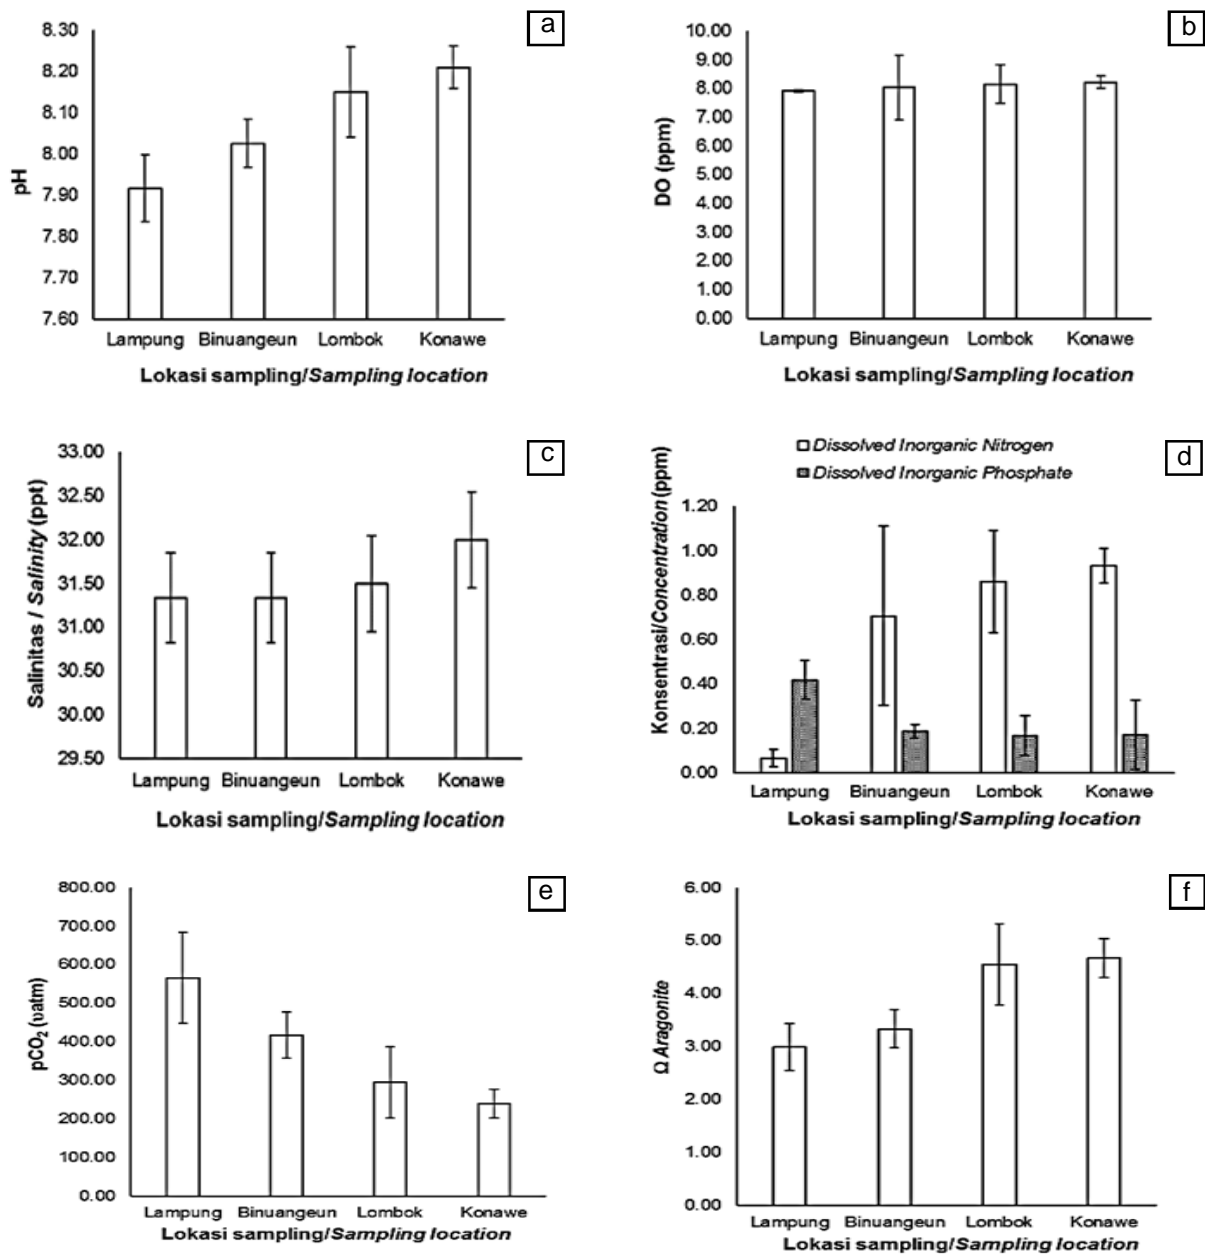 a
8.30
8.20
8.10
8.00
7.90
7.80
7.70
7.60
pH
Lampung Binuangeun Lombok Konawe
Lokasi sampling/Sampling location
b
10.00
9.00
8.00
7.00
6.00
5.00
4.00
3.00
2.00
1.00
0.00
DO (ppm)
Lampung Binuangeun Lombok Konawe
Lokasi sampling/Sampling location
c
33.00
32.50
32.00
31.50
31.00
30.50
30.00
29.50
Salinitas / Salinity (ppt)
Lampung Binuangeun Lombok Konawe
Lokasi sampling/Sampling location
d
Dissolved Inorganic Nitrogen
Dissolved Inorganic Phosphate
1.20
1.00
0.80
0.60
0.40
0.20
0.00
Konsentrasi/Concentration (ppm)
Lampung Binuangeun Lombok Konawe
Lokasi sampling/Sampling location
e
800.00
700.00
600.00
500.00
400.00
300.00
200.00
100.00
0.00
pCO₂ (υatm)
Lampung Binuangeun Lombok Konawe
Lokasi sampling/Sampling location
f
6.00
5.00
4.00
3.00
2.00
1.00
0.00
Ω Aragonite
Lampung Binuangeun Lombok Konawe
Lokasi sampling/Sampling location